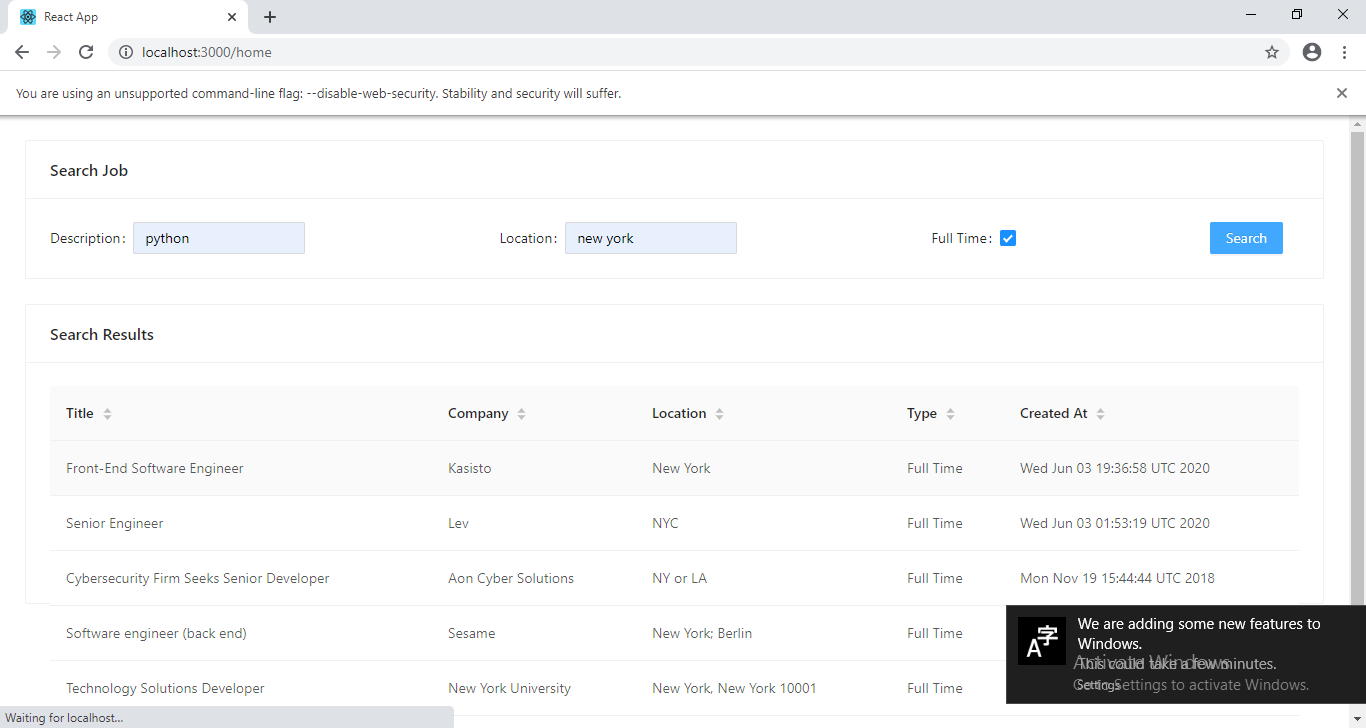 React App
localhost:3000/home
You are using an unsupported command-line flag: --disable-web-security. Stability and security will suffer.
Search Job
Description: python Location: new york Full Time: Search
Search Results
Title Company Location Type Created At
Front-End Software Engineer Kasisto New York Full Time Wed Jun 03 19:36:58 UTC 2020
Senior Engineer Lev NYC Full Time Wed Jun 03 01:53:19 UTC 2020
Cybersecurity Firm Seeks Senior Developer Aon Cyber Solutions NY or LA Full Time Mon Nov 19 15:44:44 UTC 2018
Software engineer (back end) Sesame New York; Berlin Full Time
Technology Solutions Developer New York University New York, New York 10001 Full Time
A字
We are adding some new features to
Windows.
This could take a few minutes.
Settings
Activate Windows
Go to Settings to activate Windows.
Waiting for localhost...